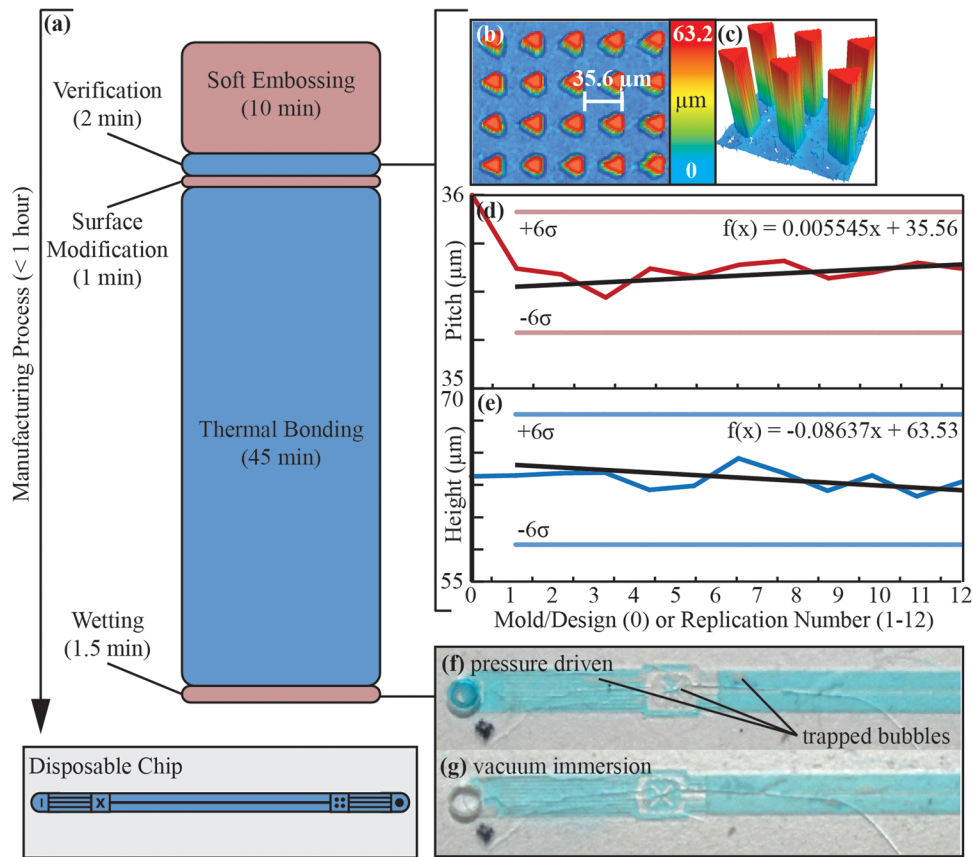 (a)
Manufacturing Process (< 1 hour)
Soft Embossing
(10 min)
Verification
(2 min)
Surface
Modification
(1 min)
Thermal Bonding
(45 min)
Wetting
(1.5 min)
Disposable Chip
X
(b)
35.6 µm
63.2
µm
0
(c)
36
(d)
+6σ
f(x) = 0.005545x + 35.56
Pitch (µm)
-6σ
35
70
(e)
+6σ
f(x) = -0.08637x + 63.53
Height (µm)
-6σ
55
0 1 2 3 4 5 6 7 8 9 10 11 12
Mold/Design (0) or Replication Number (1-12)
(f) pressure driven
trapped bubbles
(g) vacuum immersion